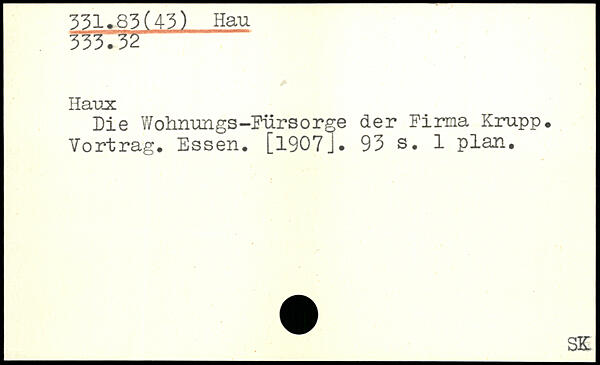 331.83(43) Hau
333.32
Haux
Die Wohnungs-Fürsorge der Firma Krupp.
Vortrag. Essen. [1907]. 93 s. 1 plan.
SK